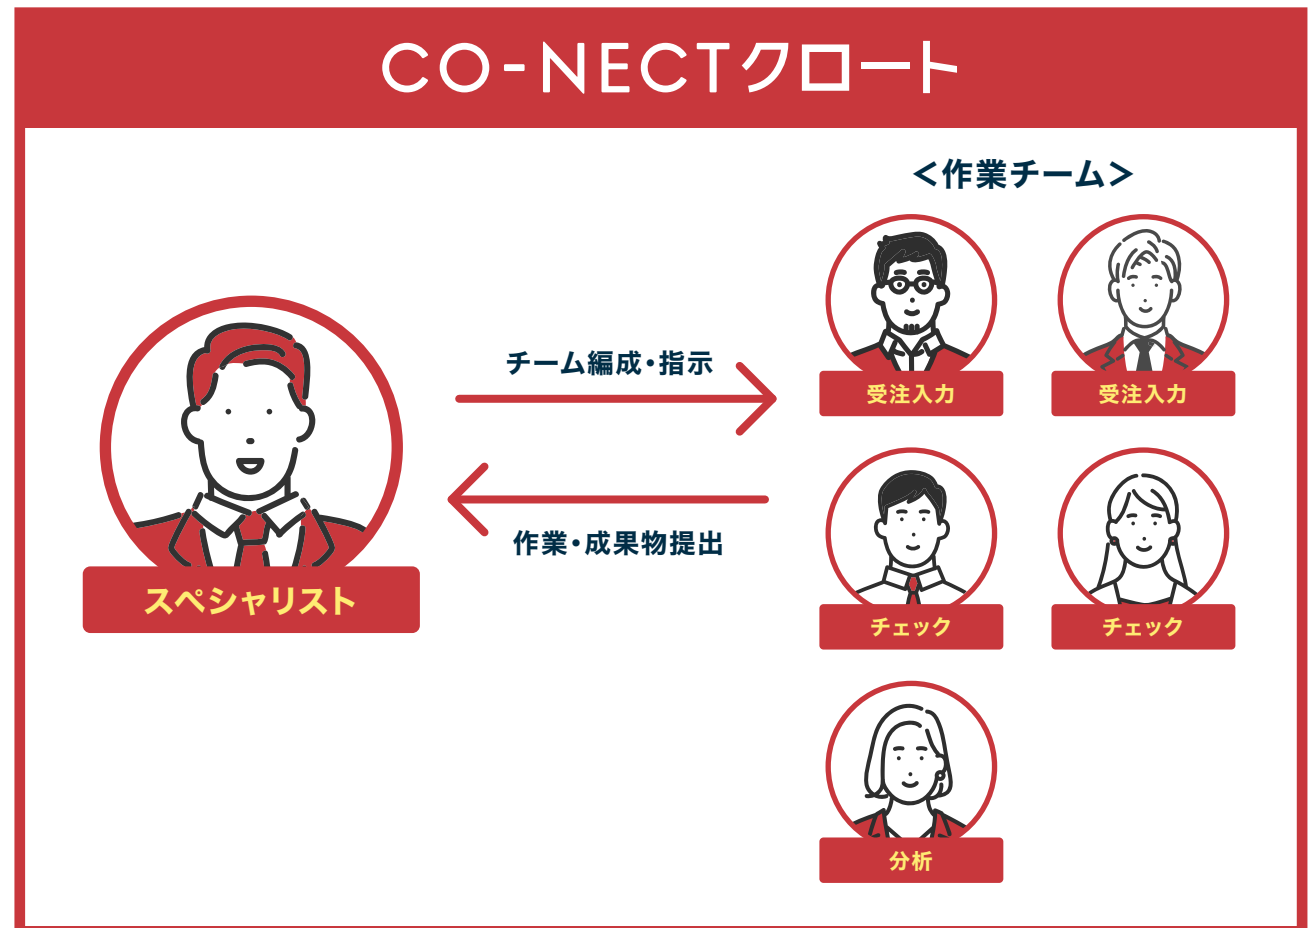 CO-NECTクロート
＜作業チーム＞
チーム編成・指示
作業・成果物提出
スペシャリスト
受注入力
受注入力
チェック
チェック
分析